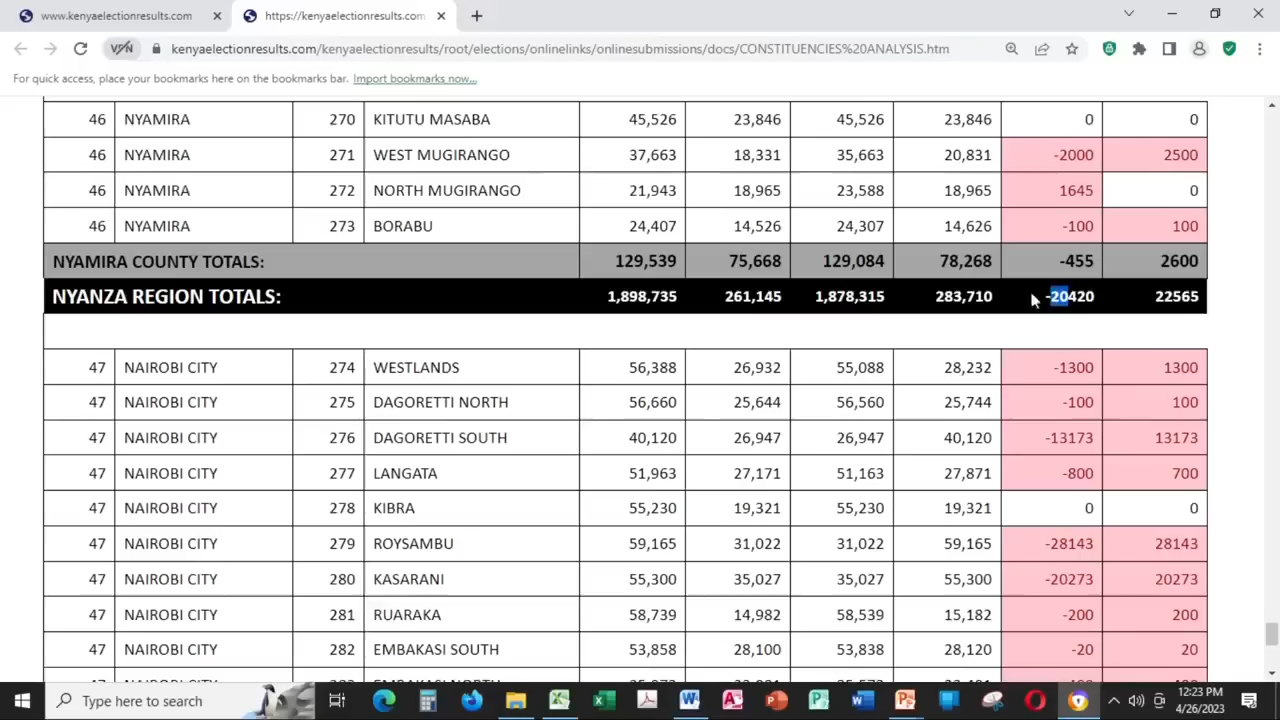 www.kenyaelectionresults.com
https://kenyaelectionresults.com
VPN
kenyaelectionresults.com/kenyaelectionresults/root/elections/onlinelinks/onlinesubmissions/docs/CONSTITUENCIES%20ANALYSIS.htm
For quick access, place your bookmarks here on the bookmarks bar. Import bookmarks now...
46 NYAMIRA 270 KITUTU MASABA 45,526 23,846 45,526 23,846 0 0
46 NYAMIRA 271 WEST MUGIRANGO 37,663 18,331 35,663 20,831 -2000 2500
46 NYAMIRA 272 NORTH MUGIRANGO 21,943 18,965 23,588 18,965 1645 0
46 NYAMIRA 273 BORABU 24,407 14,526 24,307 14,626 -100 100
NYAMIRA COUNTY TOTALS: 129,539 75,668 129,084 78,268 -455 2600
NYANZA REGION TOTALS: 1,898,735 261,145 1,878,315 283,710 -20420 22565
47 NAIROBI CITY 274 WESTLANDS 56,388 26,932 55,088 28,232 -1300 1300
47 NAIROBI CITY 275 DAGORETTI NORTH 56,660 25,644 56,560 25,744 -100 100
47 NAIROBI CITY 276 DAGORETTI SOUTH 40,120 26,947 26,947 40,120 -13173 13173
47 NAIROBI CITY 277 LANGATA 51,963 27,171 51,163 27,871 -800 700
47 NAIROBI CITY 278 KIBRA 55,230 19,321 55,230 19,321 0 0
47 NAIROBI CITY 279 ROYSAMBU 59,165 31,022 31,022 59,165 -28143 28143
47 NAIROBI CITY 280 KASARANI 55,300 35,027 35,027 55,300 -20273 20273
47 NAIROBI CITY 281 RUARAKA 58,739 14,982 58,539 15,182 -200 200
47 NAIROBI CITY 282 EMBAKASI SOUTH 53,858 28,100 53,838 28,120 -20 20
Type here to search
12:23 PM
4/26/2023